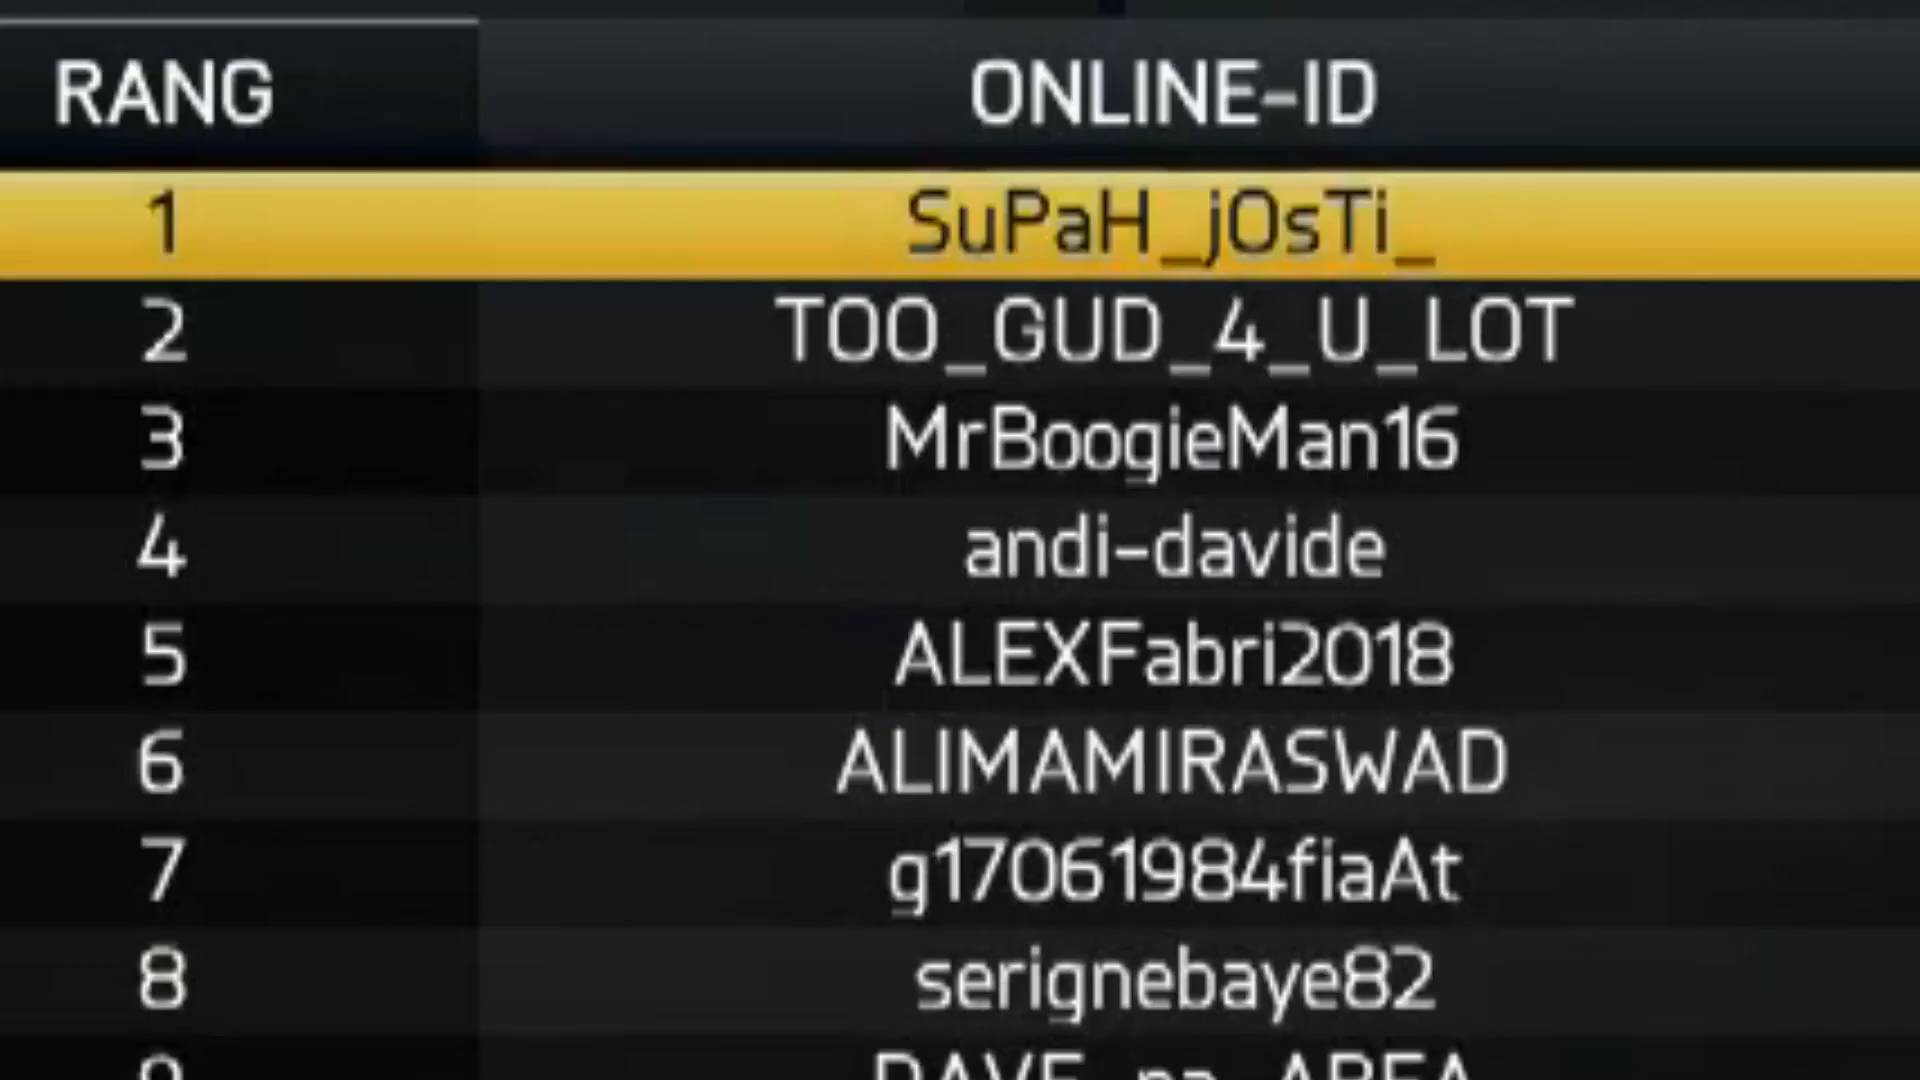 RANG ONLINE-ID
1 SuPaH_jOsTi_
2 TOO_GUD_4_U_LOT
3 MrBoogieMan16
4 andi-davide
5 ALEXFabri2018
6 ALIMAMIRASWAD
7 g17061984fiaAt
8 serignebaye82